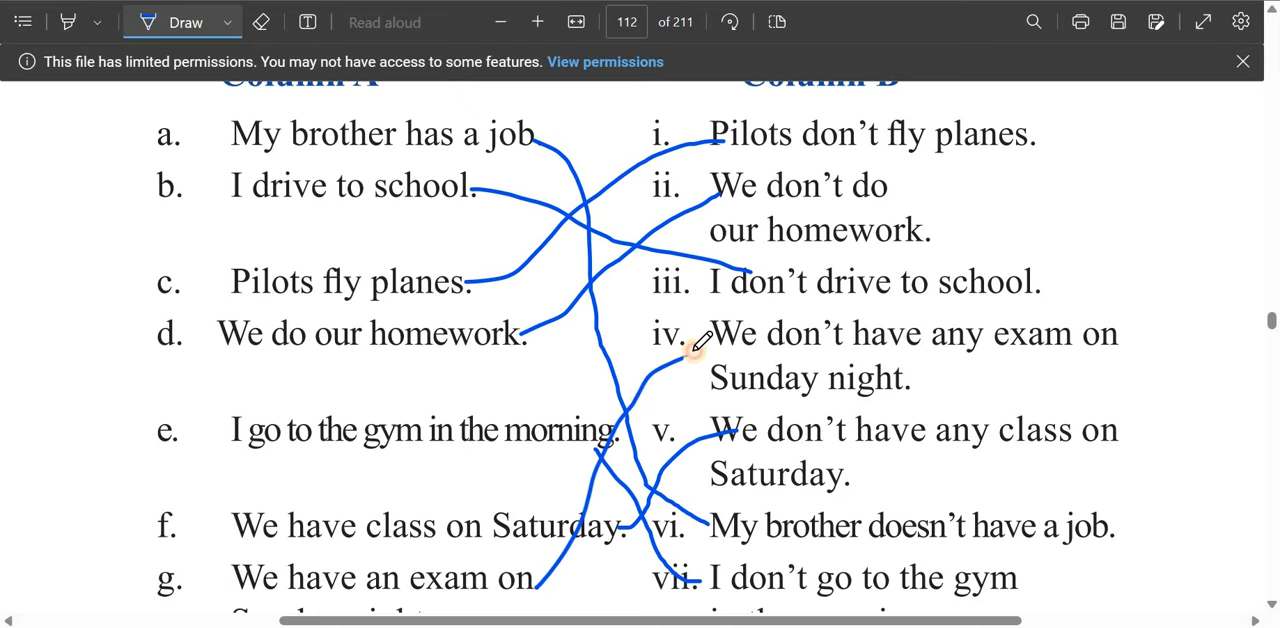 Draw
Read aloud
112 of 211
This file has limited permissions. You may not have access to some features. View permissions
Column A
Column B
a. My brother has a job
i. Pilots don't fly planes.
b. I drive to school.
ii. We don't do
our homework.
c. Pilots fly planes.
iii. I don't drive to school.
d. We do our homework.
iv. We don't have any exam on
Sunday night.
e. I go to the gym in the morning.
v. We don't have any class on
Saturday.
f. We have class on Saturday.
vi. My brother doesn't have a job.
g. We have an exam on
vii. I don't go to the gym